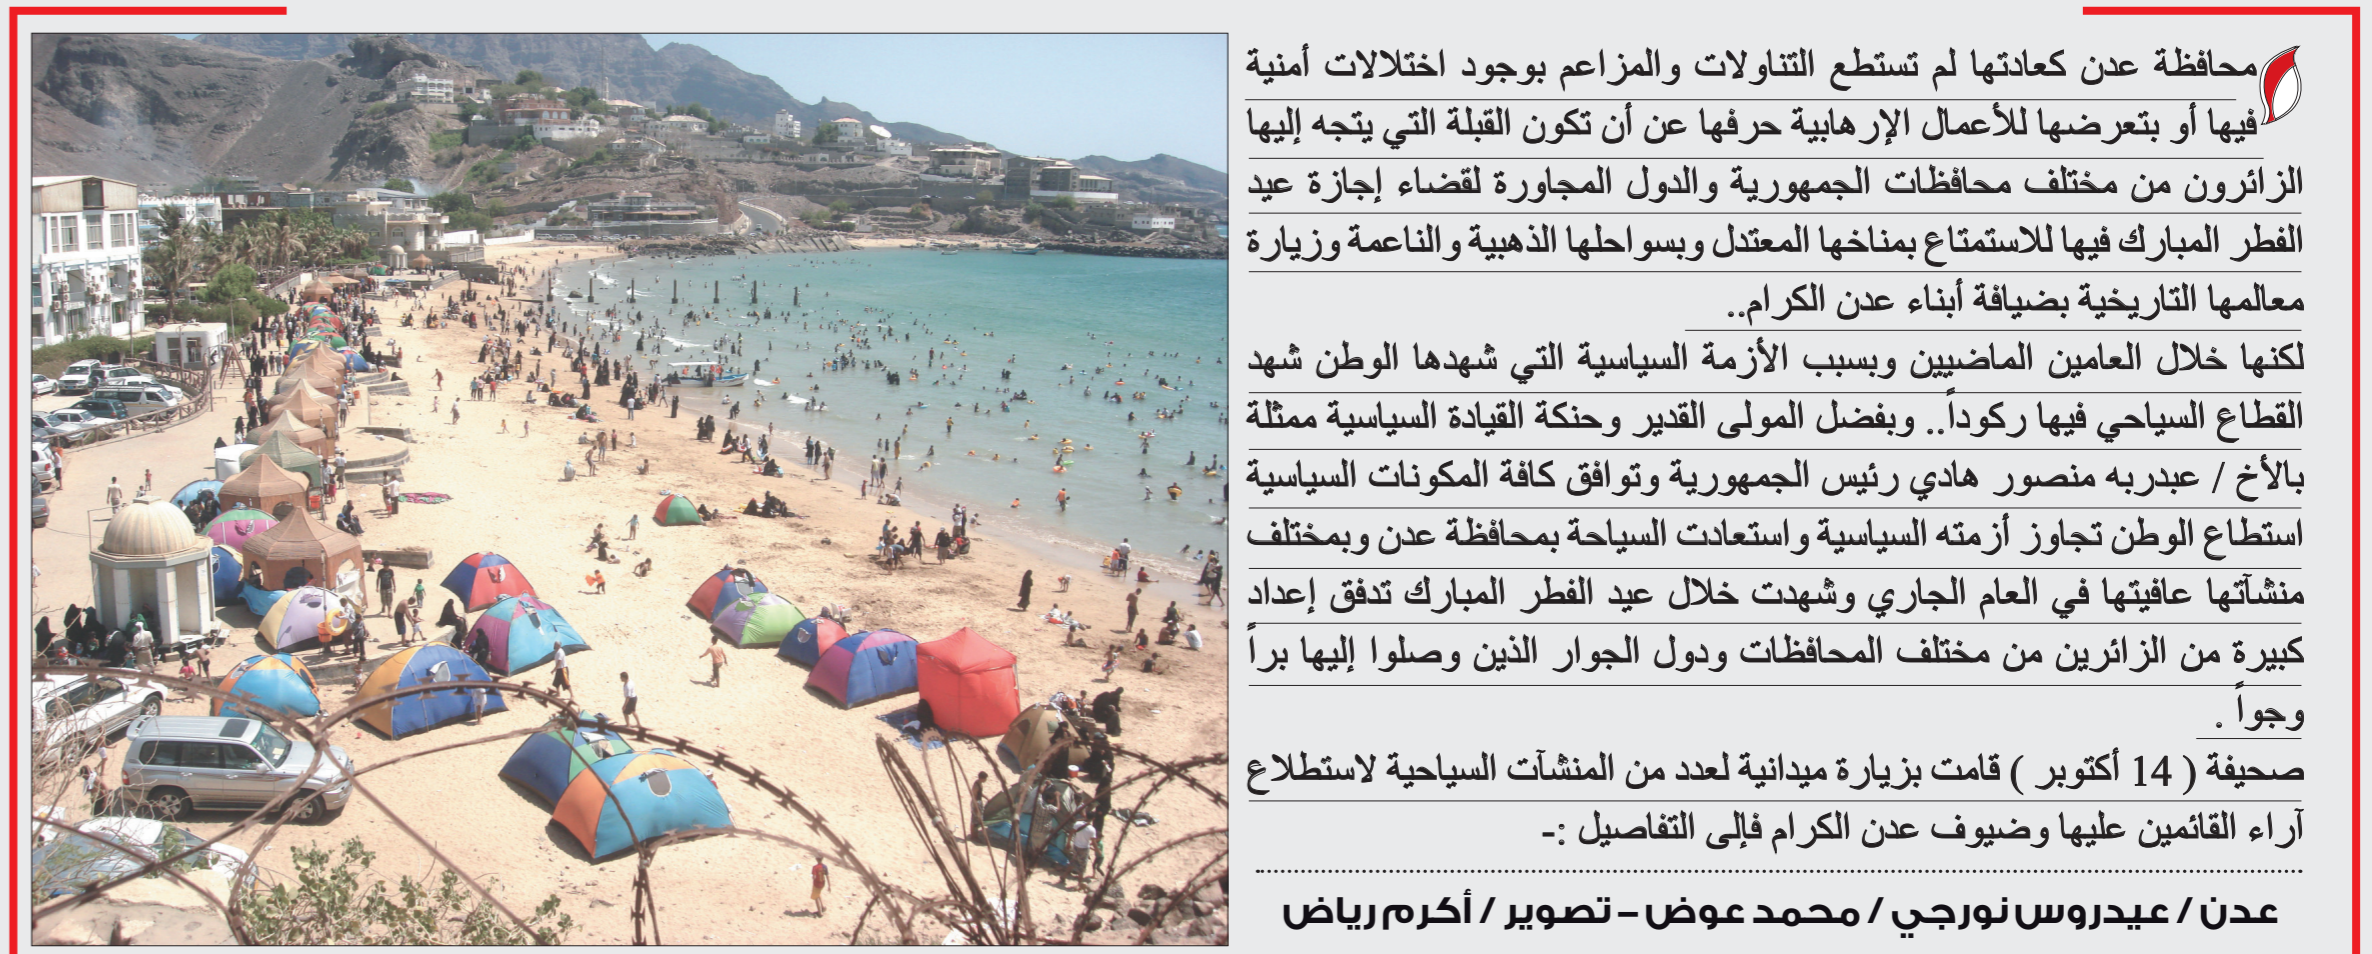 محافظة عدن كعادتها لم تستطع التناولات والمزاعم بوجود اختلالات أمنية
فيها أو بتعرضها للأعمال الإرهابية حرفها عن أن تكون القبلة التي يتجه إليها
الزائرون من مختلف محافظات الجمهورية والدول المجاورة لقضاء إجازة عيد
الفطر المبارك فيها للاستمتاع بمناخها المعتدل وبسواحلها الذهبية والناعمة وزيارة
معالمها التاريخية بضيافة أبناء عدن الكرام..
لكنها خلال العامين الماضيين وبسبب الأزمة السياسية التي شهدها الوطن شهد
القطاع السياحي فيها ركوداً.. وبفضل المولى القدير وحنكة القيادة السياسية ممثلة
بالأخ / عبدربه منصور هادي رئيس الجمهورية وتوافق كافة المكونات السياسية
استطاع الوطن تجاوز أزمته السياسية واستعادت السياحة بمحافظة عدن وبمختلف
منشآتها عافيتها في العام الجاري وشهدت خلال عيد الفطر المبارك تدفق إعداد
كبيرة من الزائرين من مختلف المحافظات ودول الجوار الذين وصلوا إليها براً
وجواً .
صحيفة ( 14 أكتوبر ) قامت بزيارة ميدانية لعدد من المنشآت السياحية لاستطلاع
آراء القائمين عليها وضيوف عدن الكرام فإلى التفاصيل :-
عدن / عيدروس نورجي / محمد عوض – تصوير / أكرم رياض